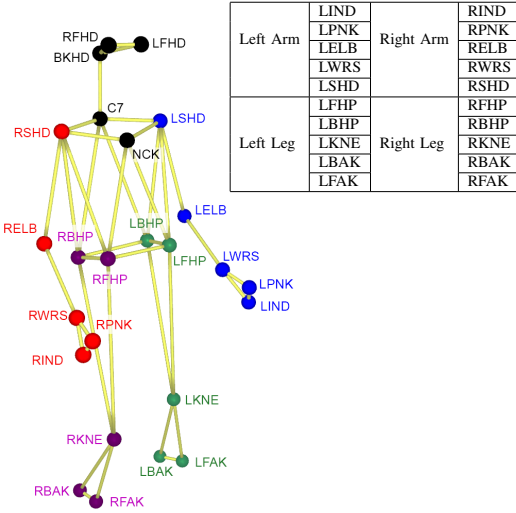 RFHD
LFHD
BKHD
C7
LSHD
RSHD
NCK
LELB
RELB
LBHP
RBHP
LFHP
RFHP
LWRS
LPNK
LIND
RWRS
RPNK
RIND
LKNE
RKNE
LBAK
LFAK
RBAK
RFAK
Left Arm
LIND
LPNK
LELB
LWRS
LSHD
Right Arm
RIND
RPNK
RELB
RWRS
RSHD
Left Leg
LFHP
LBHP
LKNE
LBAK
LFAK
Right Leg
RFHP
RBHP
RKNE
RBAK
RFAK